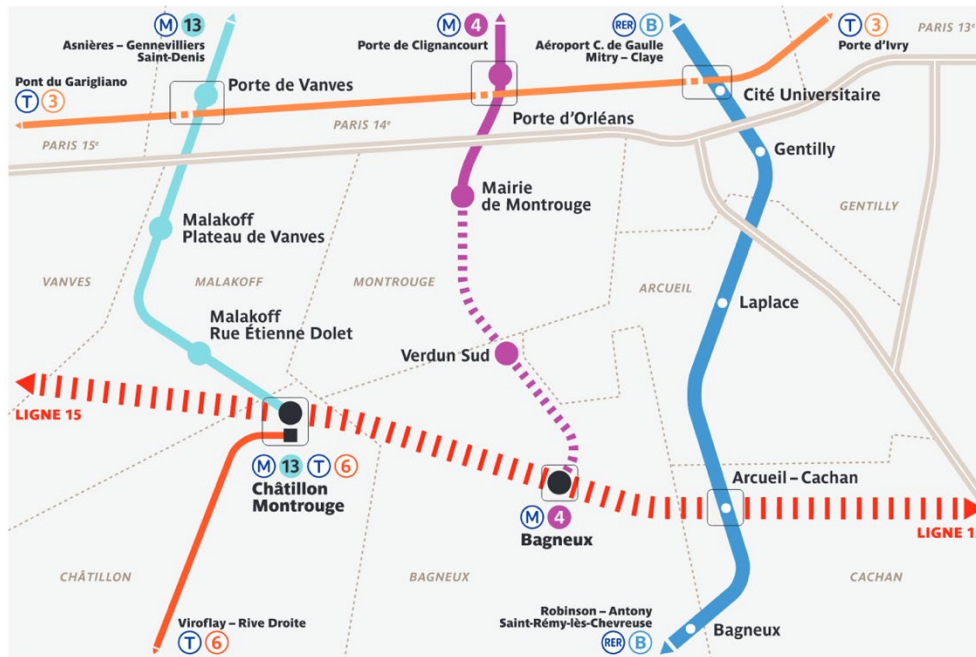 M 13
Asnières – Gennevilliers
Saint-Denis
M 4
Porte de Clignancourt
RER B
Aéroport C. de Gaulle
Mitry – Claye
T 3
Porte d'Ivry
PARIS 13e
Pont du Garigliano
T 3
Porte de Vanves
Cité Universitaire
Porte d'Orléans
PARIS 14e
PARIS 15e
Gentilly
Mairie
de Montrouge
GENTILLY
Malakoff
Plateau de Vanves
VANVES
MALAKOFF
MONTROUGE
ARCUEIL
Laplace
Malakoff
Rue Étienne Dolet
Verdun Sud
LIGNE 15
M 13 T 6
Châtillon
Montrouge
Arcueil – Cachan
M 4
Bagneux
LIGNE 15
CHÂTILLON
BAGNEUX
CACHAN
Viroflay – Rive Droite
T 6
Robinson – Antony
Saint-Rémy-lès-Chevreuse
RER B
Bagneux